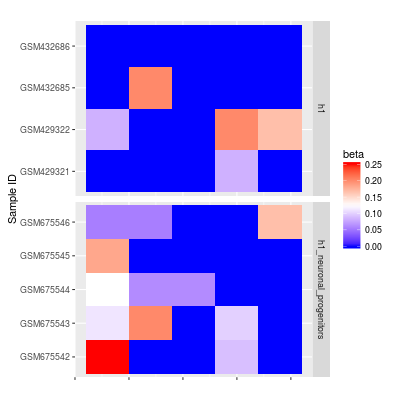 Sample ID
GSM432686
GSM432685
GSM429322
GSM429321
h1
GSM675546
GSM675545
GSM675544
GSM675543
GSM675542
h1_neuronal_progenitors
beta
0.25
0.20
0.15
0.10
0.05
0.00